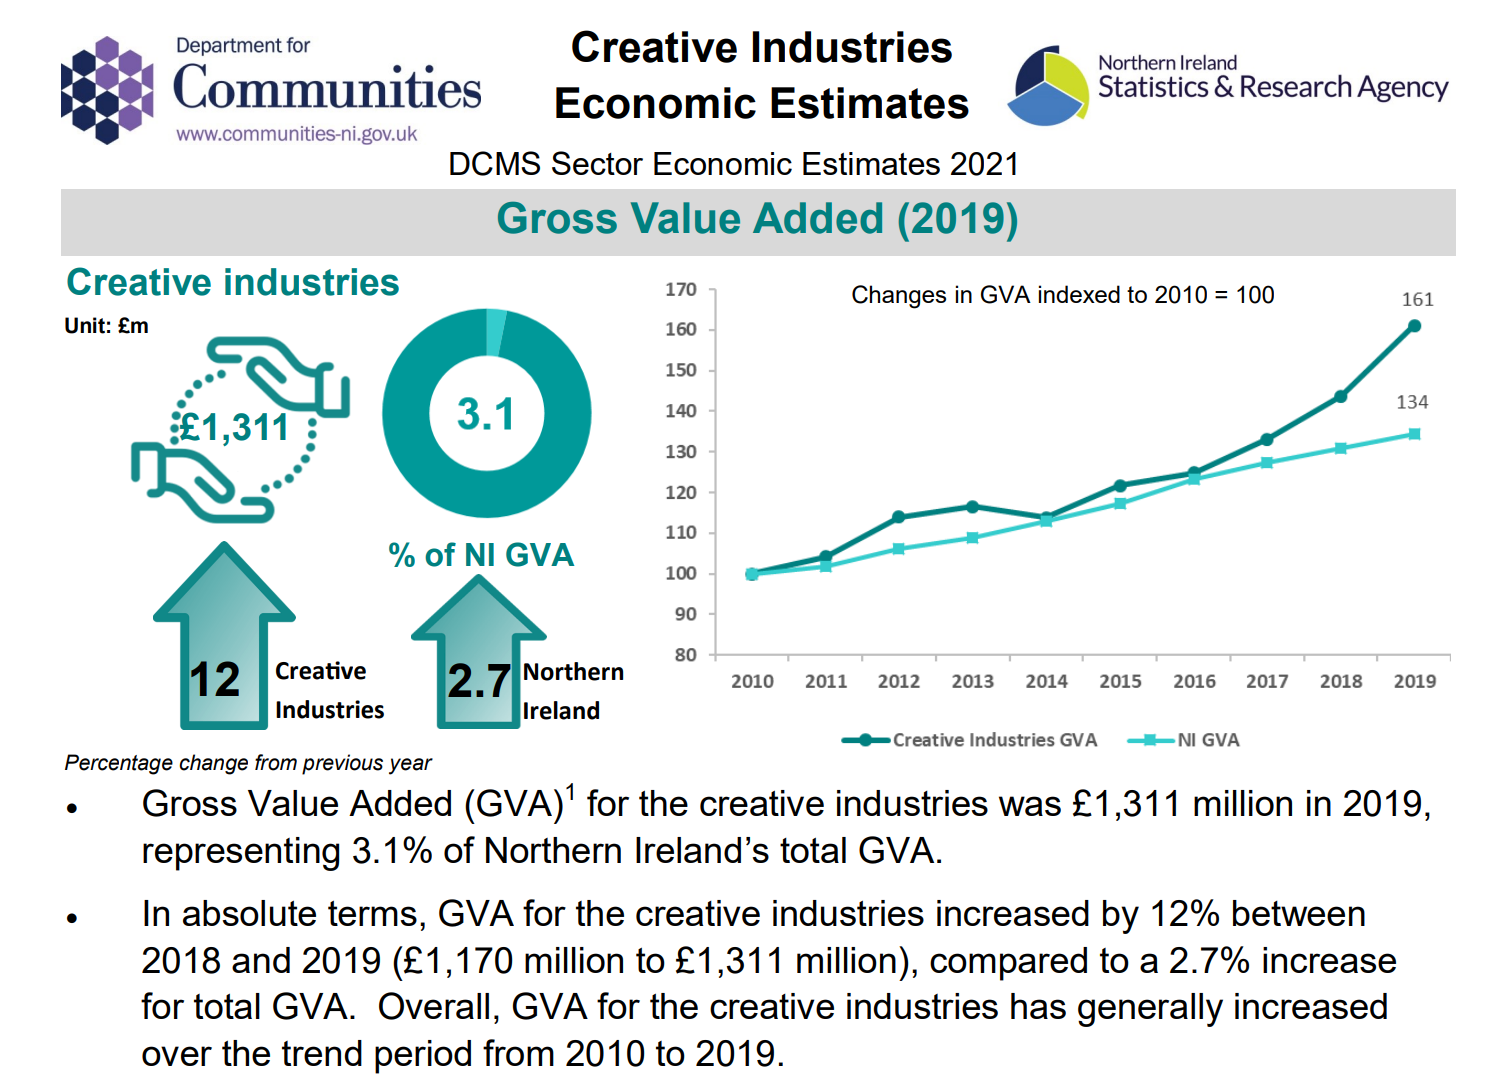 Department for
Communities
www.communities-ni.gov.uk
Creative Industries
Economic Estimates
Northern Ireland
Statistics & Research Agency
DCMS Sector Economic Estimates 2021
Gross Value Added (2019)
Creative industries
Unit: £m
£1,311
3.1
% of NI GVA
12
Creative
Industries
2.7
Northern
Ireland
Percentage change from previous year
Changes in GVA indexed to 2010 = 100
170
160
150
140
130
120
110
100
90
80
161
134
2010 2011 2012 2013 2014 2015 2016 2017 2018 2019
Creative Industries GVA NI GVA
• Gross Value Added (GVA)1 for the creative industries was £1,311 million in 2019,
representing 3.1% of Northern Ireland’s total GVA.
• In absolute terms, GVA for the creative industries increased by 12% between
2018 and 2019 (£1,170 million to £1,311 million), compared to a 2.7% increase
for total GVA.  Overall, GVA for the creative industries has generally increased
over the trend period from 2010 to 2019.